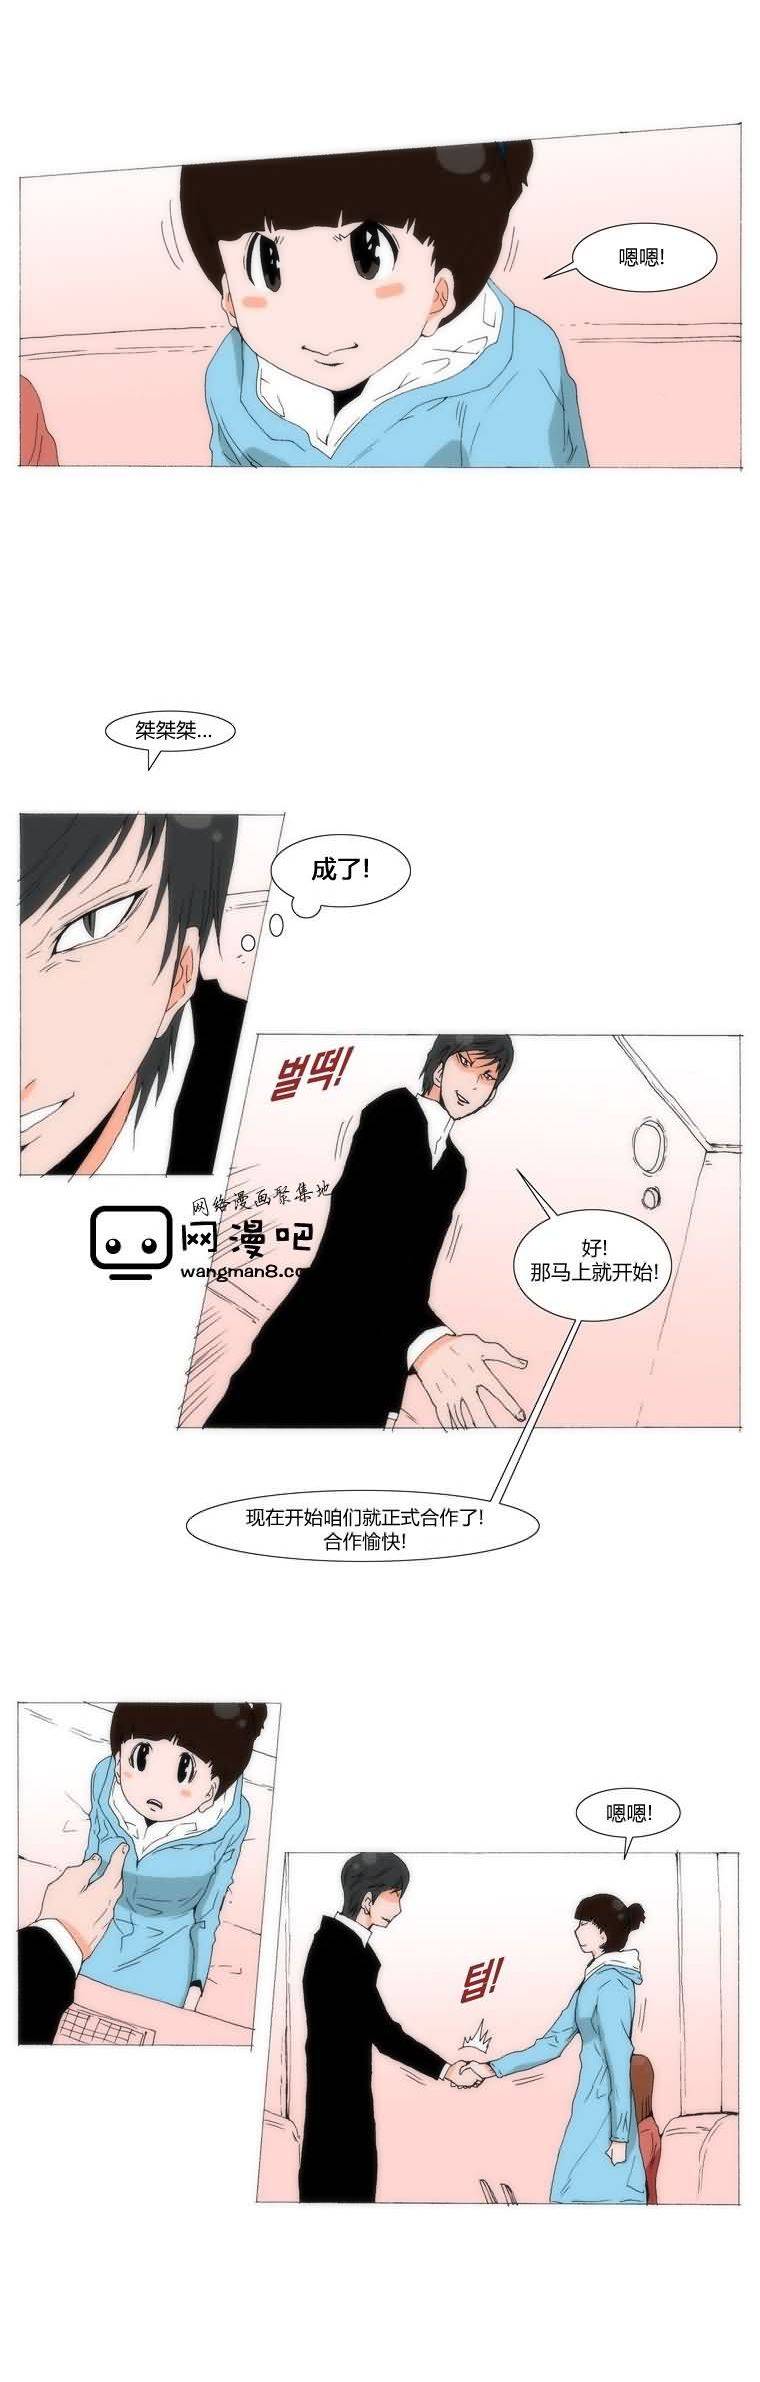 嗯嗯!
桀桀桀...
成了!
벌떡!
网络漫画聚集地
网漫吧
wangman8.co
好!
那马上就开始!
现在开始咱们就正式合作了!
合作愉快!
嗯嗯!
텁!